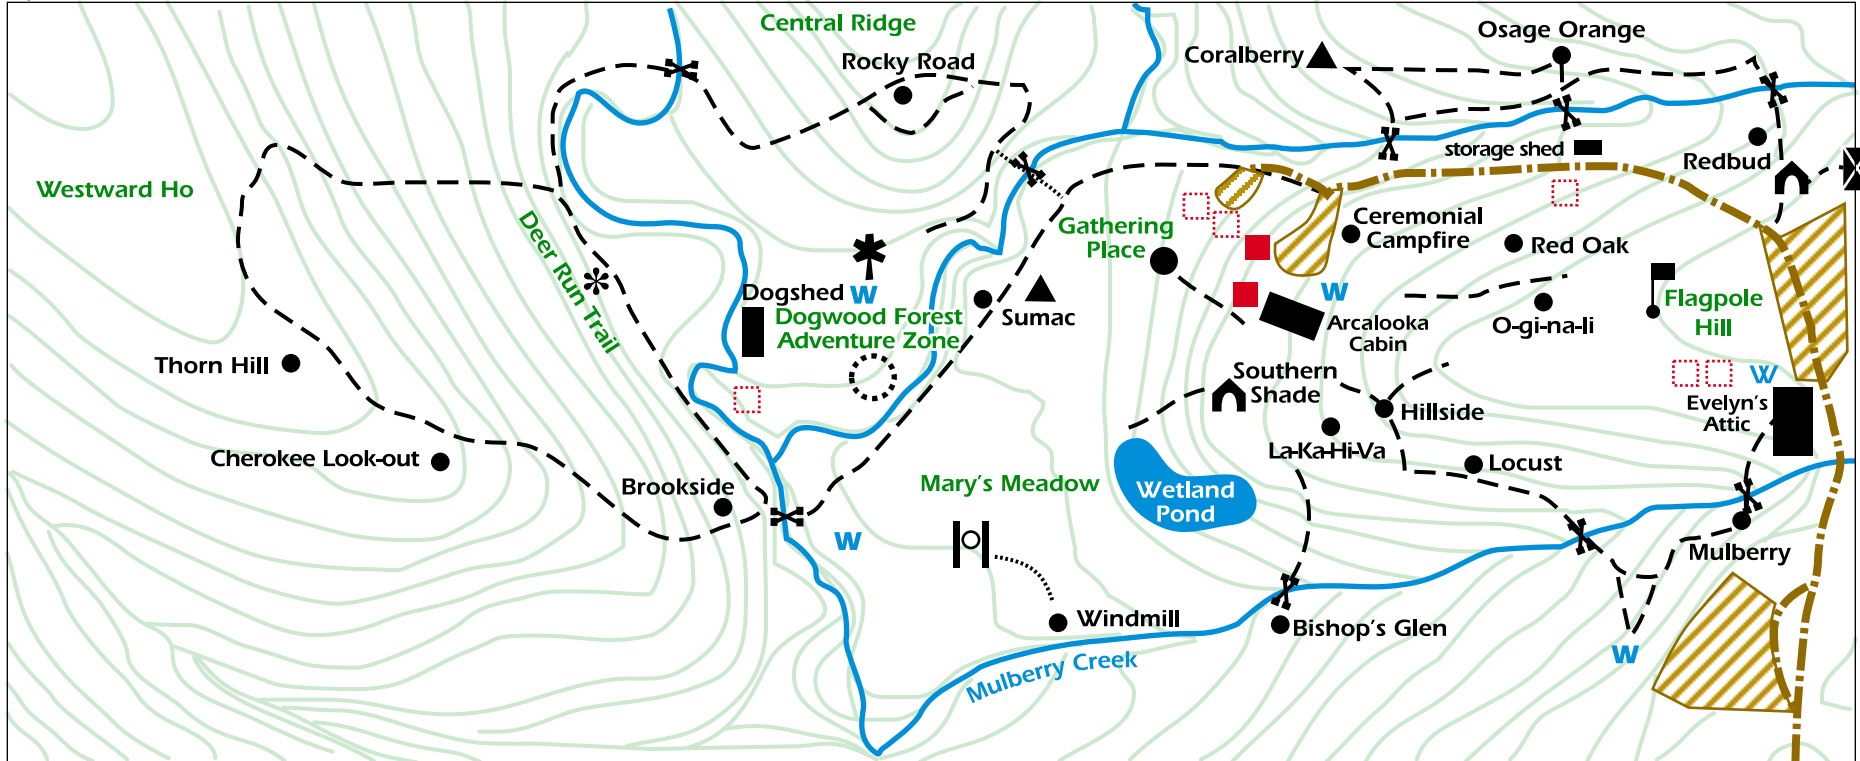 Central Ridge
Rocky Road
Coralberry
Osage Orange
storage shed
Redbud
Westward Ho
Deer Run Trail
Gathering
Place
Ceremonial
Campfire
Red Oak
Dogshed
W
Dogwood Forest
Adventure Zone
Sumac
W
Arcalooka
Cabin
O-gi-na-li
Flagpole
Hill
Thorn Hill
Southern
Shade
Hillside
W
Evelyn's
Attic
La-Ka-Hi-Va
Locust
Cherokee Look-out
Brookside
Mary's Meadow
Wetland
Pond
W
Mulberry
Windmill
Bishop's Glen
W
Mulberry Creek